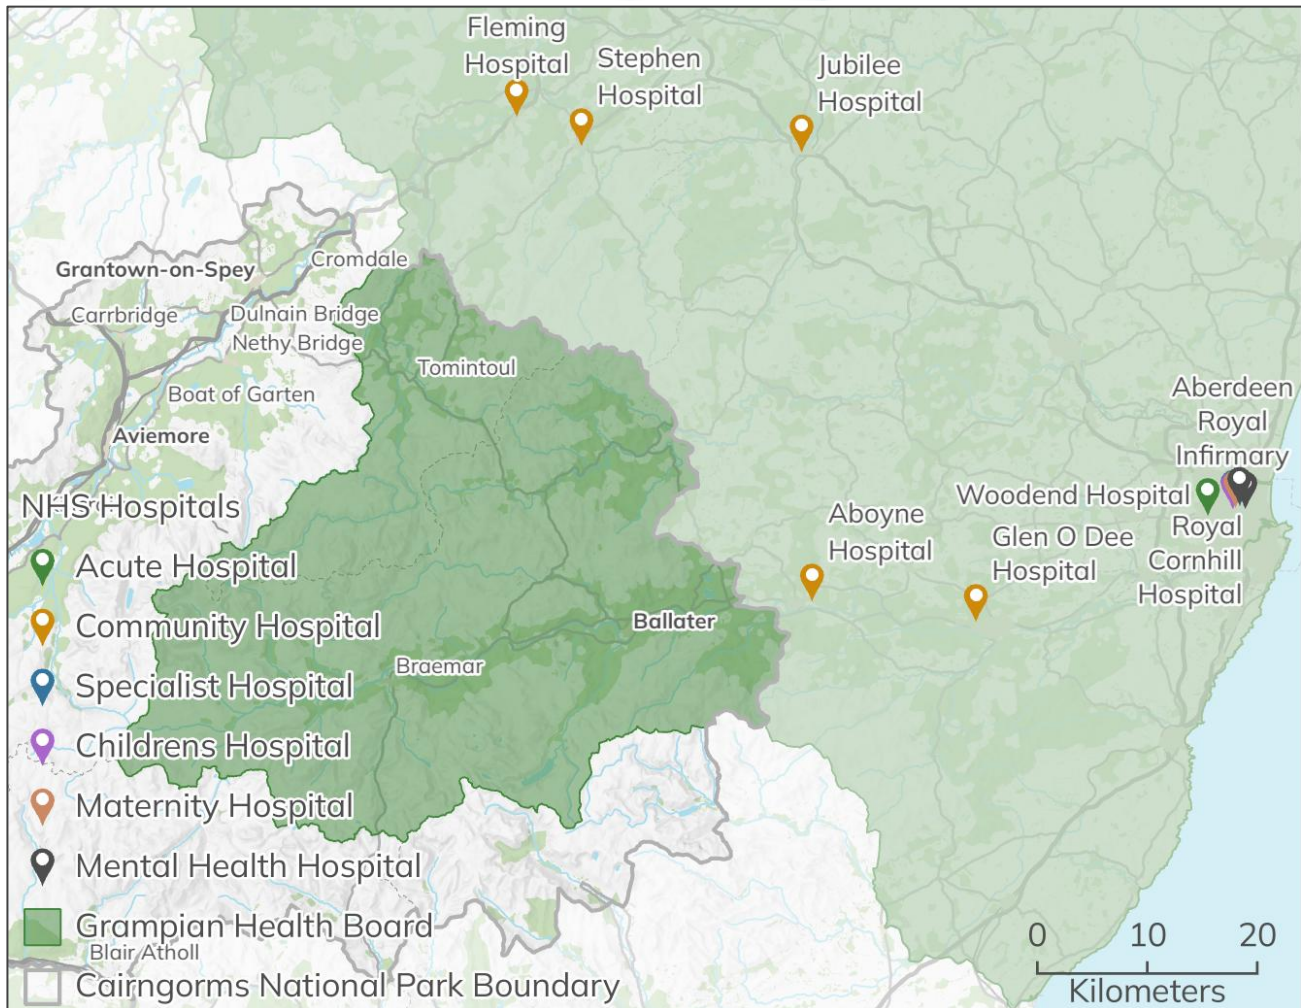 Fleming
Hospital
Stephen
Hospital
Jubilee
Hospital
Cromdale
Grantown-on-Spey
Carrbridge
Dulnain Bridge
Nethy Bridge
Tomintoul
Boat of Garten
Aviemore
Aberdeen
Royal
Infirmary
Woodend Hospital
Royal
Cornhill
Hospital
Aboyne
Hospital
Glen O Dee
Hospital
Ballater
Braemar
NHS Hospitals
Acute Hospital
Community Hospital
Specialist Hospital
Childrens Hospital
Maternity Hospital
Mental Health Hospital
Grampian Health Board
Blair Atholl
Cairngorms National Park Boundary
0 10 20
Kilometers